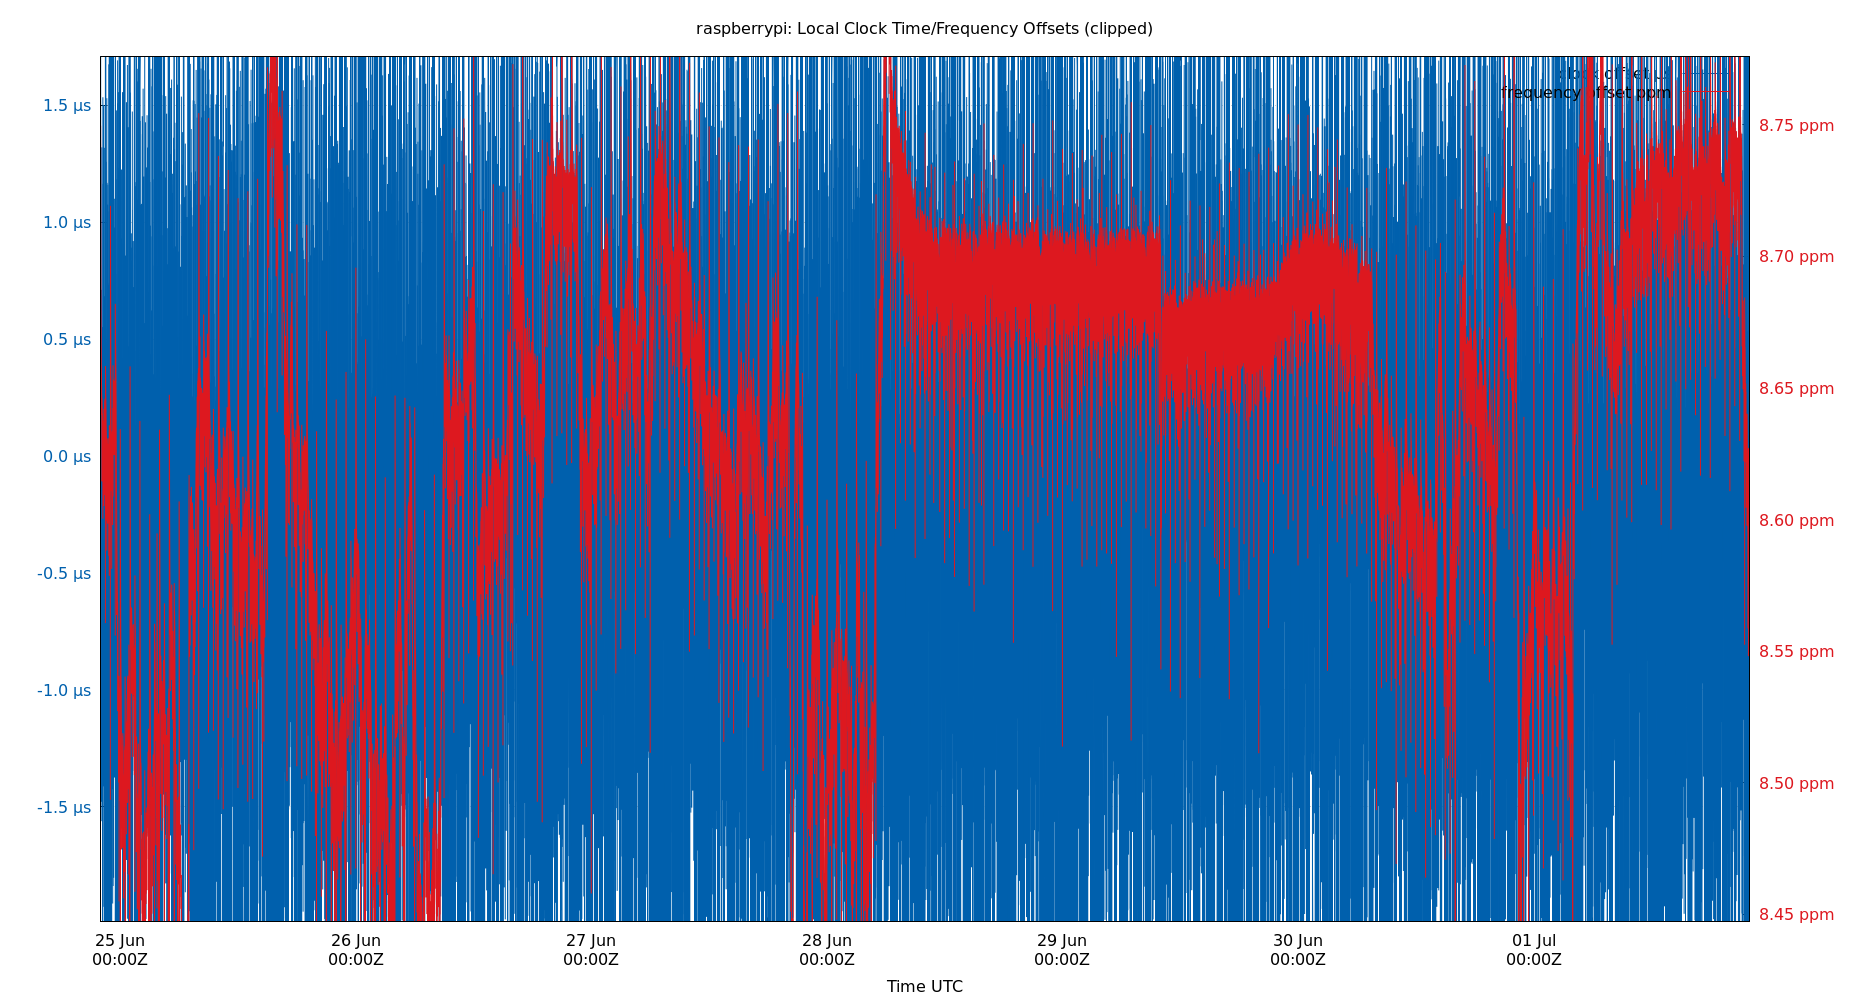 raspberrypi: Local Clock Time/Frequency Offsets (clipped)
clock offset μs
frequency offset ppm
1.5 μs
1.0 μs
0.5 μs
0.0 μs
-0.5 μs
-1.0 μs
-1.5 μs
8.75 ppm
8.70 ppm
8.65 ppm
8.60 ppm
8.55 ppm
8.50 ppm
8.45 ppm
25 Jun
00:00Z
26 Jun
00:00Z
27 Jun
00:00Z
28 Jun
00:00Z
29 Jun
00:00Z
30 Jun
00:00Z
01 Jul
00:00Z
Time UTC